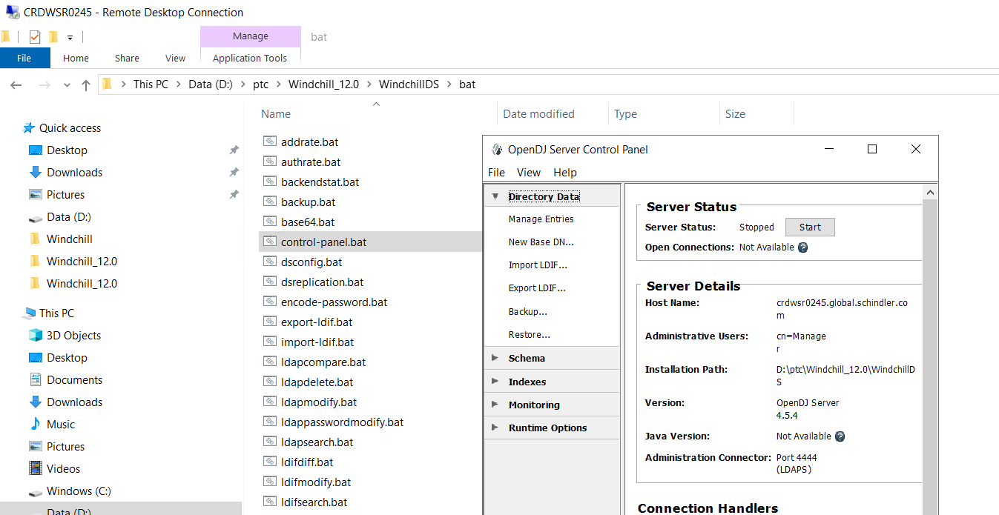 CRDWSR0245 - Remote Desktop Connection
Manage
bat
File
Home
Share
View
Application Tools
This PC
Data (D:)
ptc
Windchill_12.0
WindchillDS
bat
Name
Date modified
Type
Size
Quick access
Desktop
Downloads
Pictures
Data (D:)
Windchill
Windchill_12.0
Windchill_12.0
This PC
3D Objects
Desktop
Documents
Downloads
Music
Pictures
Videos
Windows (C:)
Data (D:)
addrate.bat
authrate.bat
backendstat.bat
backup.bat
base64.bat
control-panel.bat
dsconfig.bat
dsreplication.bat
encode-password.bat
export-ldif.bat
import-ldif.bat
ldapcompare.bat
ldapdelete.bat
ldapmodify.bat
ldappasswordmodify.bat
ldapsearch.bat
ldifdiff.bat
ldifmodify.bat
ldifsearch.bat
OpenDJ Server Control Panel
File
View
Help
Directory Data
Manage Entries
New Base DN...
Import LDIF...
Export LDIF...
Backup...
Restore...
Schema
Indexes
Monitoring
Runtime Options
Server Status
Server Status:
Stopped
Start
Open Connections:
Not Available
?
Server Details
Host Name:
crdwsr0245.global.schindler.co
m
Administrative Users:
cn=Manage
r
Installation Path:
D:\ptc\Windchill_12.0\WindchillD
S
Version:
OpenDJ Server
4.5.4
Java Version:
Not Available
?
Administration Connector:
Port 4444
(LDAPS)
Connection Handlers